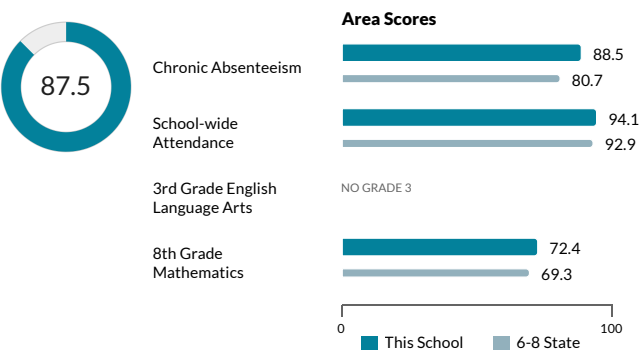 Area Scores
87.5
Chronic Absenteeism
88.5
80.7
School-wide
Attendance
94.1
92.9
3rd Grade English
Language Arts
NO GRADE 3
8th Grade
Mathematics
72.4
69.3
0
100
This School
6-8 State